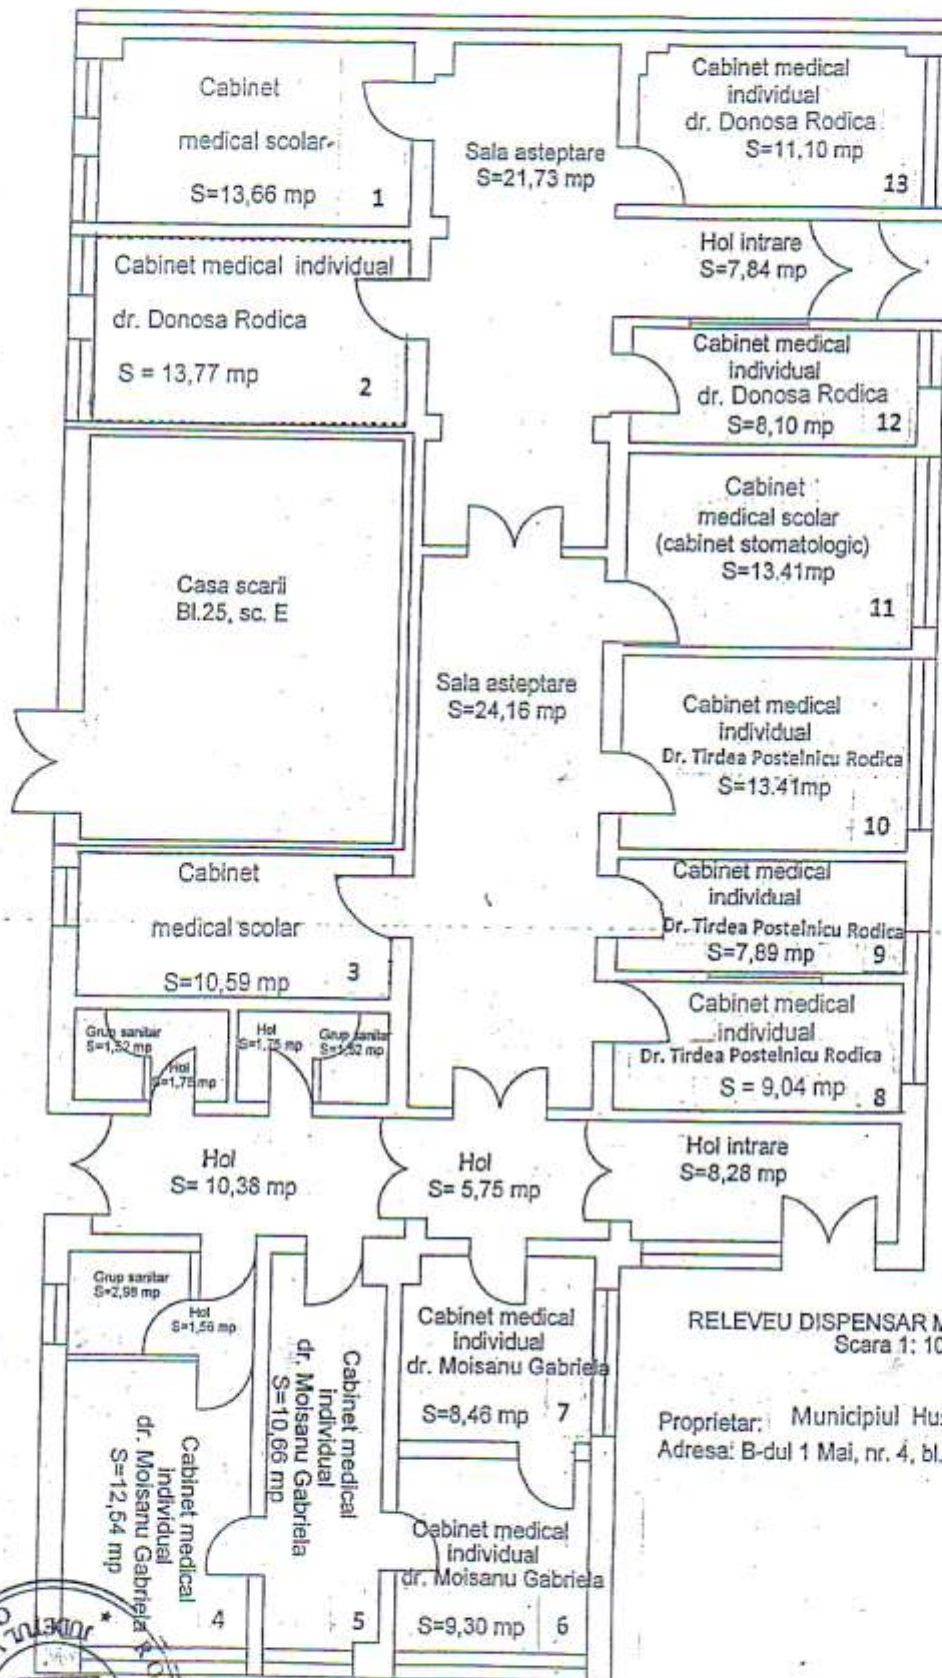 Cabinet
medical scolar
S=13,66 mp
1
Sala asteptare
S=21,73 mp
Cabinet medical
individual
dr. Donosa Rodica
S=11,10 mp
13
Hol intrare
S=7,84 mp
Cabinet medical individual
dr. Donosa Rodica
S = 13,77 mp
2
Cabinet medical
individual
dr. Donosa Rodica
S=8,10 mp
12
Cabinet
medical scolar
(cabinet stomatologic)
S=13.41mp
11
Casa scarii
Bl.25, sc. E
Sala asteptare
S=24,16 mp
Cabinet medical
individual
Dr. Tirdea Postelnicu Rodica
S=13.41mp
10
Cabinet
medical scolar
S=10,59 mp
3
Cabinet medical
individual
Dr. Tirdea Postelnicu Rodica
S=7,89 mp
9
Cabinet medical
individual
Dr. Tirdea Postelnicu Rodica
S = 9,04 mp
8
Grup sanitar
S=1,52 mp
Hol
S=1,75 mp
Hol
S=1,75 mp
Grup sanitar
S=1,52 mp
Hol
S= 10,38 mp
Hol
S= 5,75 mp
Hol intrare
S=8,28 mp
Grup sanitar
S=2,98 mp
Hol
S=1,56 mp
Cabinet medical
individual
dr. Moisanu Gabriela
S=12,54 mp
4
Cabinet medical
individual
dr. Moisanu Gabriela
S=10,66 mp
5
Cabinet medical
individual
dr. Moisanu Gabriela
S=8,46 mp
7
Cabinet medical
individual
dr. Moisanu Gabriela
S=9,30 mp
6
RELEVEU DISPENSAR M
Scara 1: 10
Proprietar: Municipiul Hu
Adresa: B-dul 1 Mai, nr. 4, bl.
* JUDETUL